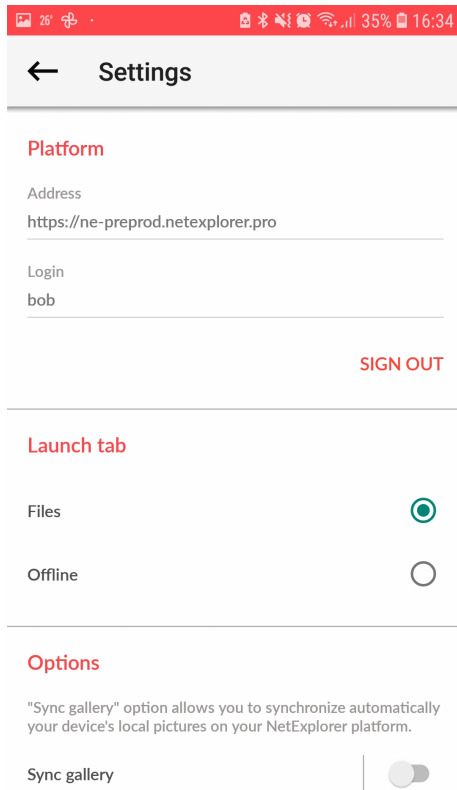 26° 35% 16:34
Settings
Platform
Address
https://ne-preprod.netexplorer.pro
Login
bob
SIGN OUT
Launch tab
Files
Offline
Options
"Sync gallery" option allows you to synchronize automatically
your device's local pictures on your NetExplorer platform.
Sync gallery